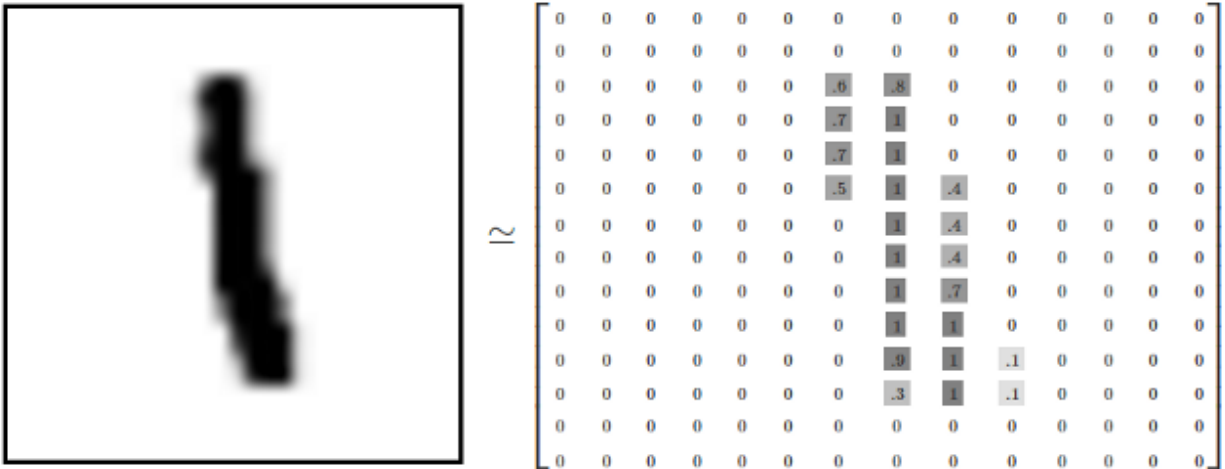 0 0 0 0 0 0 0 0 0 0 0 0 0 0
0 0 0 0 0 0 0 0 0 0 0 0 0 0
0 0 0 0 0 0 .6 .8 0 0 0 0 0 0
0 0 0 0 0 0 .7 1 0 0 0 0 0 0
0 0 0 0 0 0 .7 1 0 0 0 0 0 0
0 0 0 0 0 0 .5 1 .4 0 0 0 0 0
≃ 0 0 0 0 0 0 0 1 .4 0 0 0 0 0
0 0 0 0 0 0 0 1 .4 0 0 0 0 0
0 0 0 0 0 0 0 1 .7 0 0 0 0 0
0 0 0 0 0 0 0 1 1 0 0 0 0 0
0 0 0 0 0 0 0 .9 1 .1 0 0 0 0
0 0 0 0 0 0 0 .3 1 .1 0 0 0 0
0 0 0 0 0 0 0 0 0 0 0 0 0 0
0 0 0 0 0 0 0 0 0 0 0 0 0 0